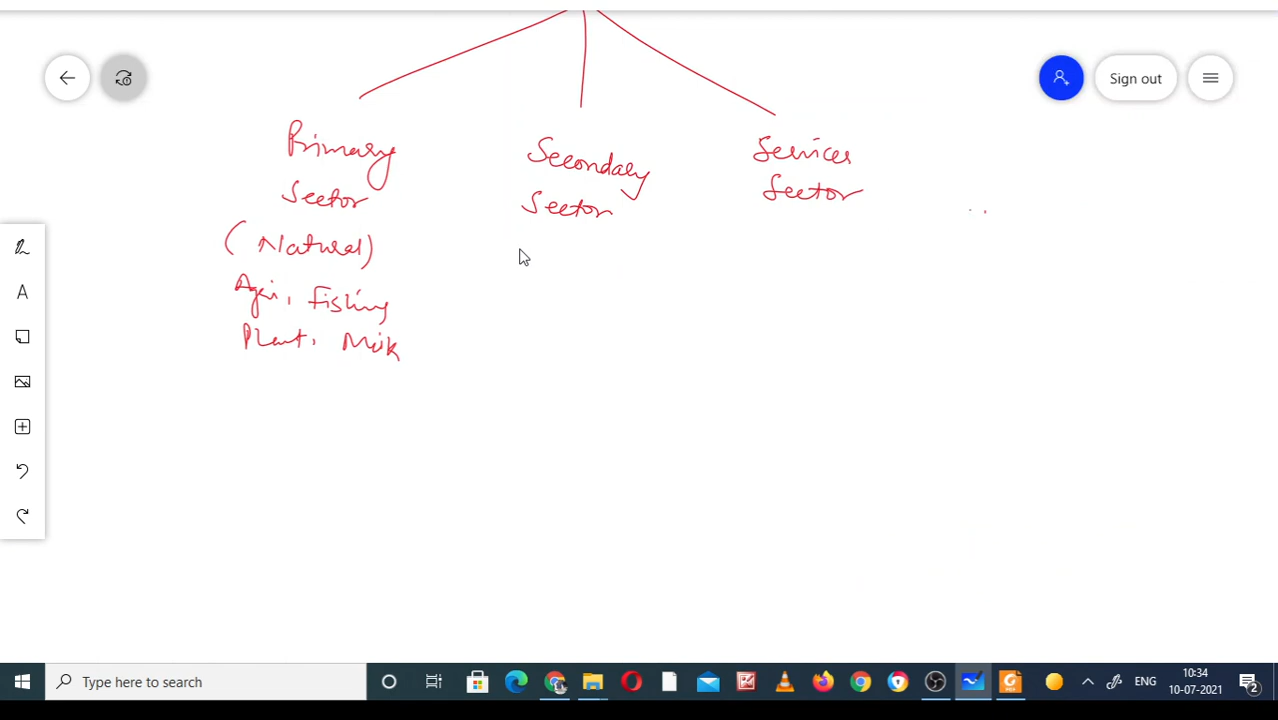 Sign out
Primary
Sector
(Natural)
Agri, Fishing
Plant, Milk
Secondary
Sector
Services
Sector
A
Type here to search
ENG
10:34
10-07-2021
2